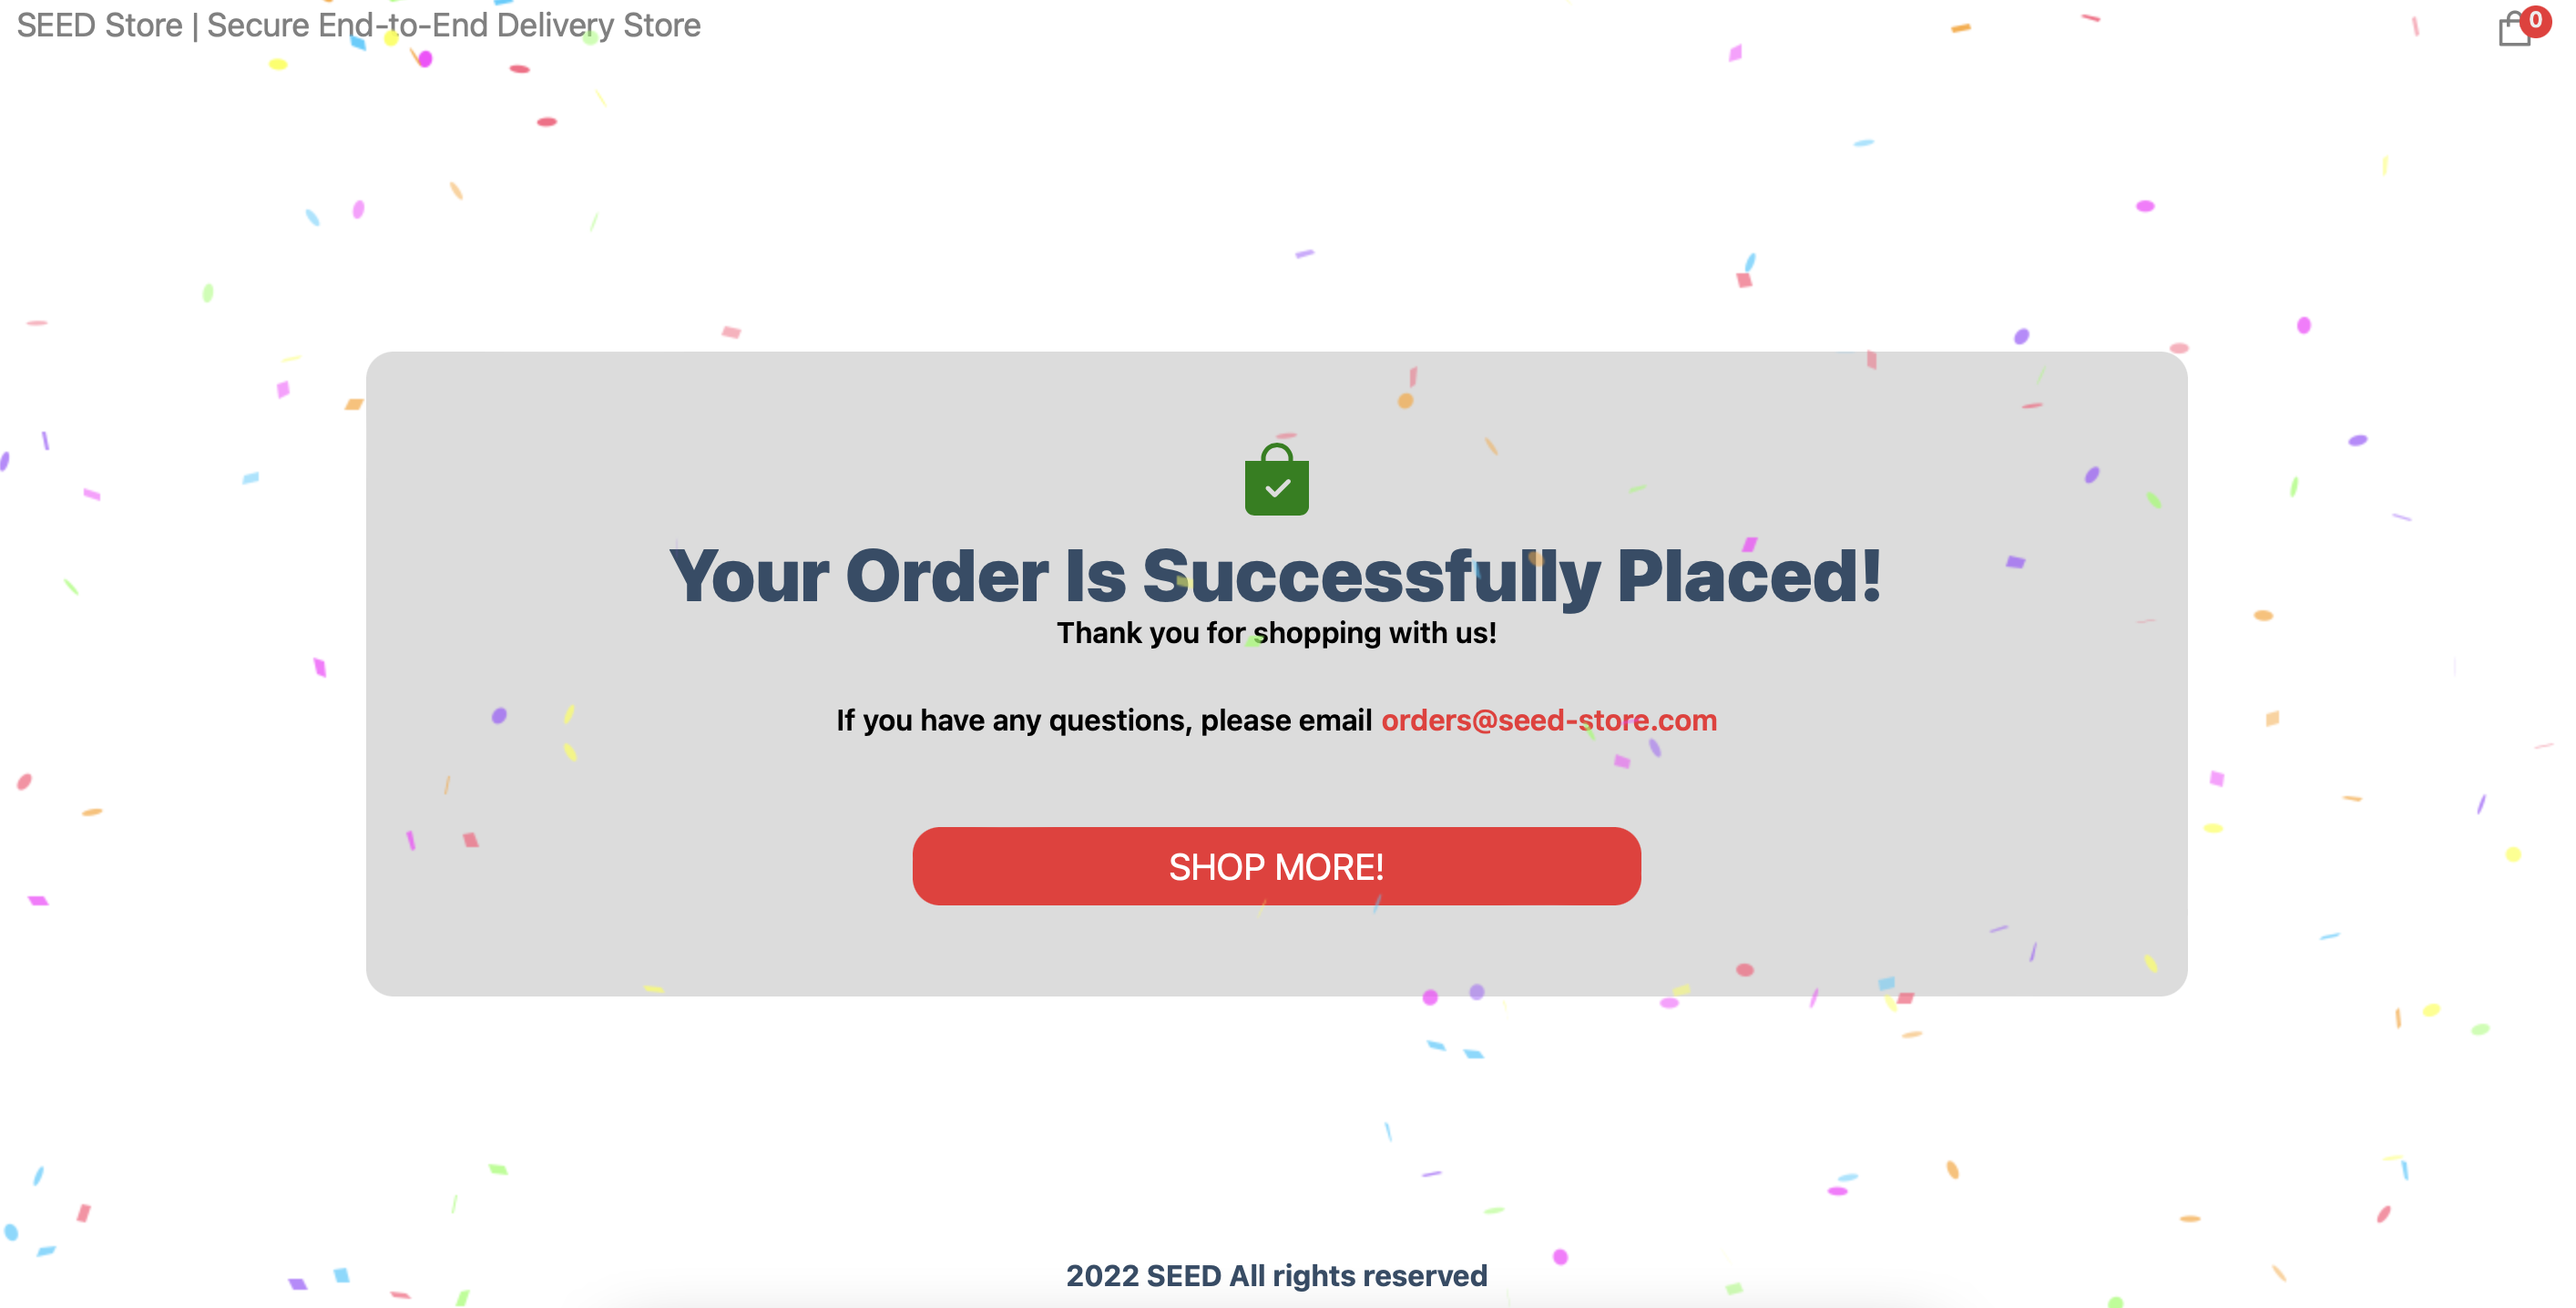 SEED Store | Secure End-to-End Delivery Store
0
Your Order Is Successfully Placed!
Thank you for shopping with us!
If you have any questions, please email orders@seed-store.com
SHOP MORE!
2022 SEED All rights reserved